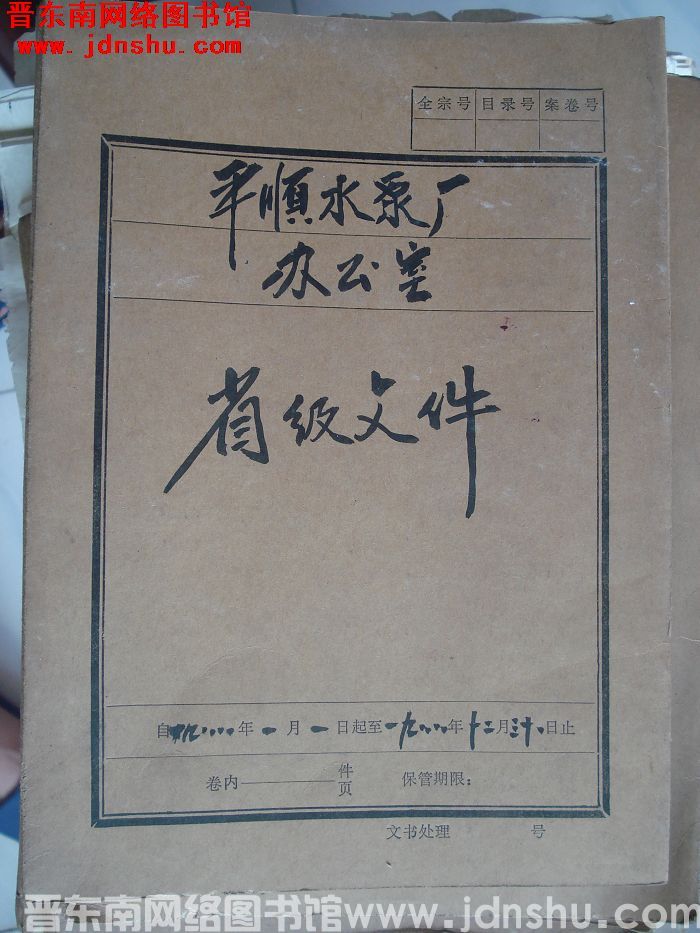 晋东南网络图书馆
www.jdnshu.com
全宗号 目录号 案卷号
平順水泵厂
办公室
省级文件
自一九八八年一月一日起至一九八八年十二月三十日止
卷内 件
页
保管期限：
文书处理 号
晋东南网络图书馆www.jdnshu.com